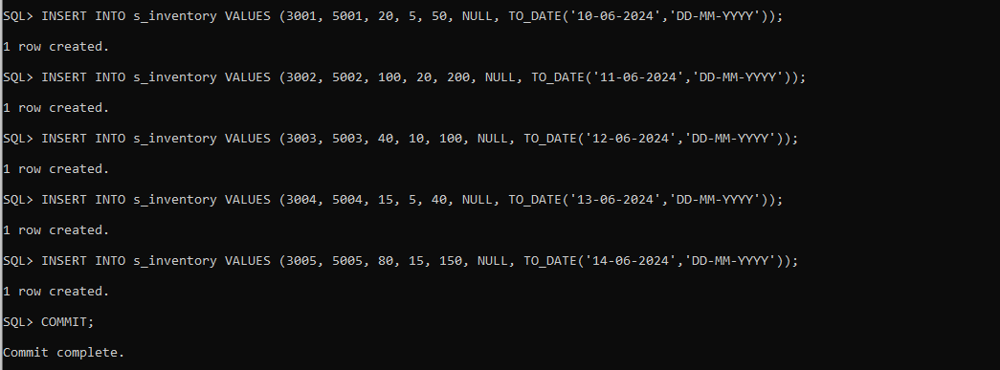 SQL> INSERT INTO s_inventory VALUES (3001, 5001, 20, 5, 50, NULL, TO_DATE('10-06-2024','DD-MM-YYYY'));
1 row created.
SQL> INSERT INTO s_inventory VALUES (3002, 5002, 100, 20, 200, NULL, TO_DATE('11-06-2024','DD-MM-YYYY'));
1 row created.
SQL> INSERT INTO s_inventory VALUES (3003, 5003, 40, 10, 100, NULL, TO_DATE('12-06-2024','DD-MM-YYYY'));
1 row created.
SQL> INSERT INTO s_inventory VALUES (3004, 5004, 15, 5, 40, NULL, TO_DATE('13-06-2024','DD-MM-YYYY'));
1 row created.
SQL> INSERT INTO s_inventory VALUES (3005, 5005, 80, 15, 150, NULL, TO_DATE('14-06-2024','DD-MM-YYYY'));
1 row created.
SQL> COMMIT;
Commit complete.